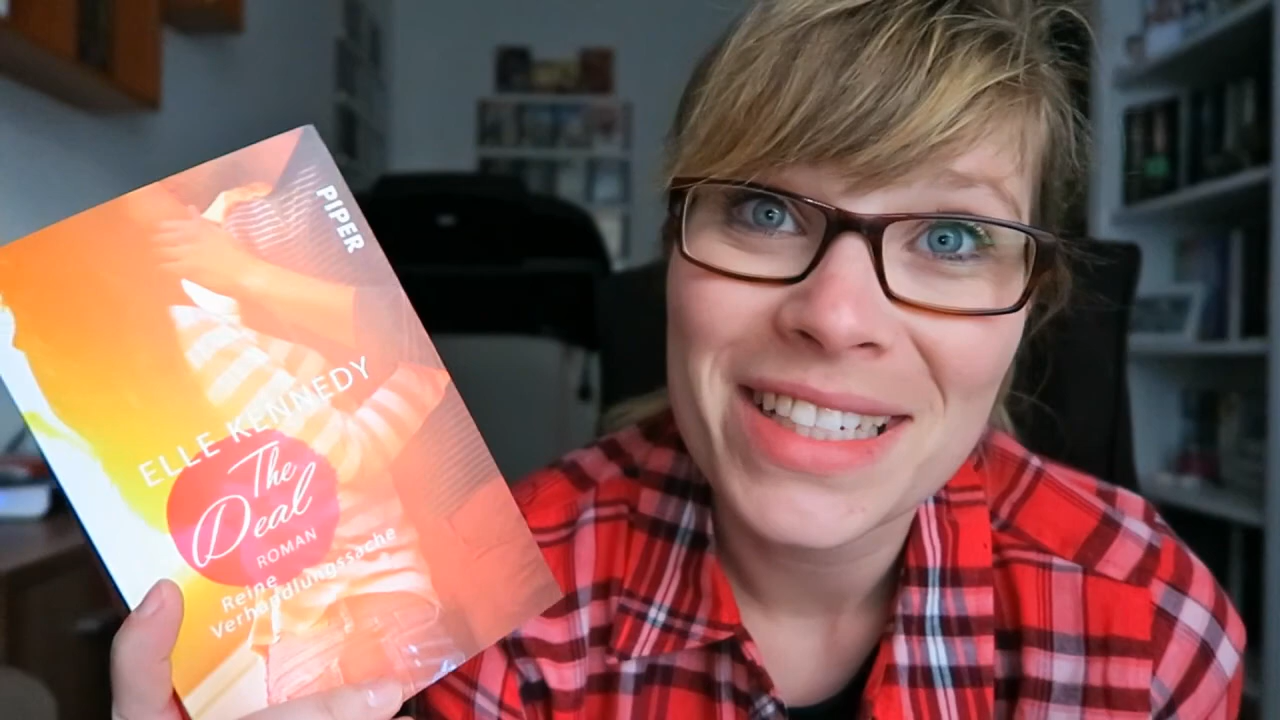 PIPER
ELLE KENNEDY
The
Deal
ROMAN
Reine
Verhandlungssache